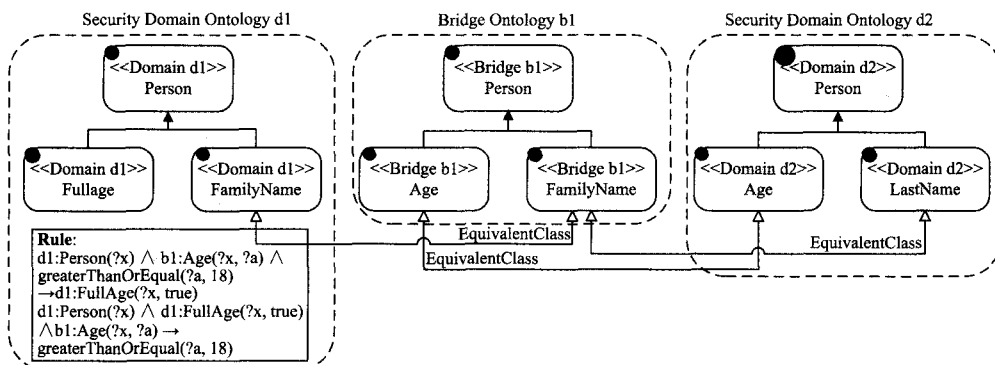 Security Domain Ontology d1
Bridge Ontology b1
Security Domain Ontology d2
<<Domain d1>>
Person
<<Bridge b1>>
Person
<<Domain d2>>
Person
<<Domain d1>>
Fullage
<<Domain d1>>
FamilyName
<<Bridge b1>>
Age
<<Bridge b1>>
FamilyName
<<Domain d2>>
Age
<<Domain d2>>
LastName
EquivalentClass
EquivalentClass
EquivalentClass
Rule:
d1:Person(?x) ∧ b1:Age(?x, ?a) ∧
greaterThanOrEqual(?a, 18)
→d1:FullAge(?x, true)
d1:Person(?x) ∧ d1:FullAge(?x, true)
∧b1:Age(?x, ?a) →
greaterThanOrEqual(?a, 18)